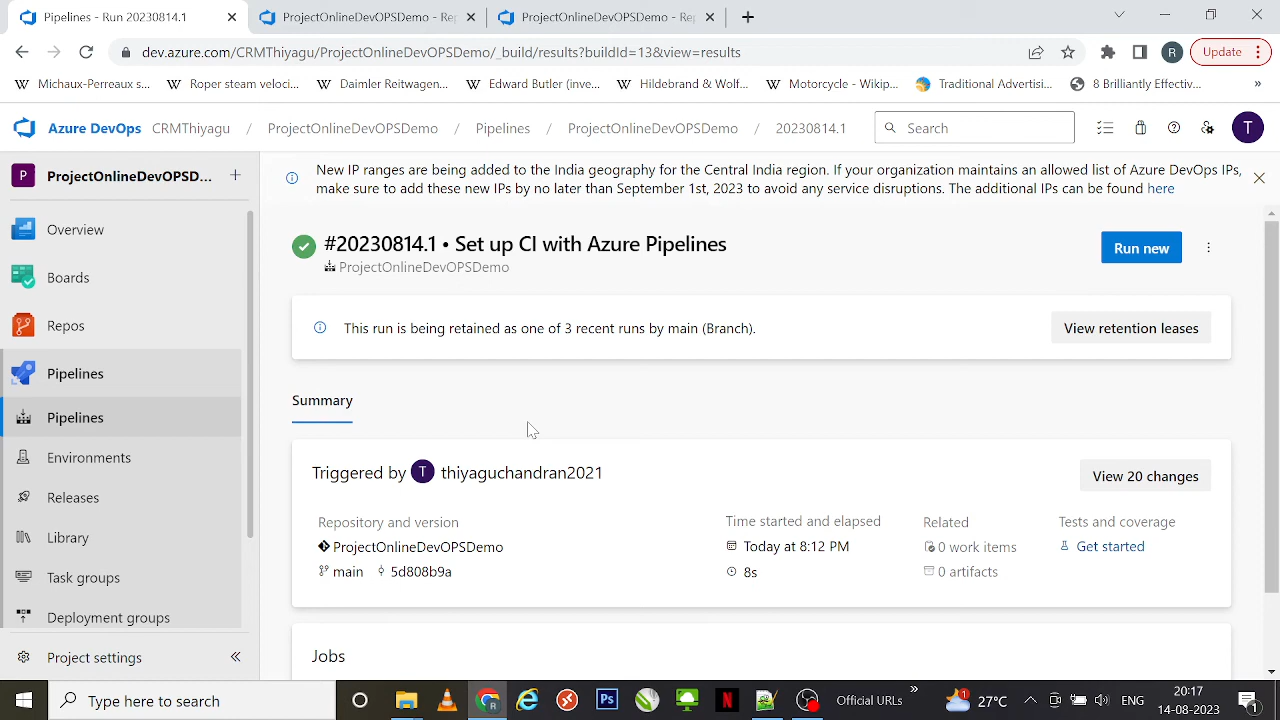 Pipelines - Run 20230814.1
ProjectOnlineDevOPSDemo - Rep
ProjectOnlineDevOPSDemo - Rep
dev.azure.com/CRMThiyagu/ProjectOnlineDevOPSDemo/_build/results?buildId=13&view=results
R
Update
Michaux-Perreaux s...
Roper steam veloci...
Daimler Reitwagen...
Edward Butler (inve...
Hildebrand & Wolf...
Motorcycle - Wikip...
Traditional Advertisi...
8 Brilliantly Effectiv...
»
Azure DevOps
CRMThiyagu / ProjectOnlineDevOPSDemo / Pipelines / ProjectOnlineDevOPSDe / 20230814.1
Search
T
P
ProjectOnlineDevOPSD...
New IP ranges are being added to the India geography for the Central India region. If your organization maintains an allowed list of Azure DevOps IPs,
make sure to add these new IPs by no later than September 1st, 2023 to avoid any service disruptions. The additional IPs can be found here
Overview
Boards
Repos
Pipelines
Pipelines
Environments
Releases
Library
Task groups
Deployment groups
Project settings
#20230814.1 • Set up CI with Azure Pipelines
ProjectOnlineDevOPSDemo
Run new
This run is being retained as one of 3 recent runs by main (Branch).
View retention leases
Summary
Triggered by T thiyaguchandran2021
View 20 changes
Repository and version
ProjectOnlineDevOPSDemo
main 5d808b9a
Time started and elapsed
Today at 8:12 PM
8s
Related
0 work items
0 artifacts
Tests and coverage
Get started
Jobs
Type here to search
Official URLs
27°C
ENG
20:17
14-08-2023